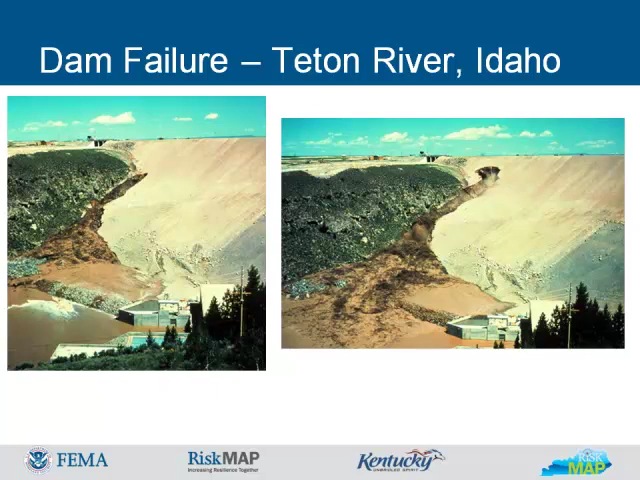 Dam Failure – Teton River, Idaho
FEMA
RiskMAP
Increasing Resilience Together
Kentucky
UNBRIDLED SPIRIT
RISK
MAP